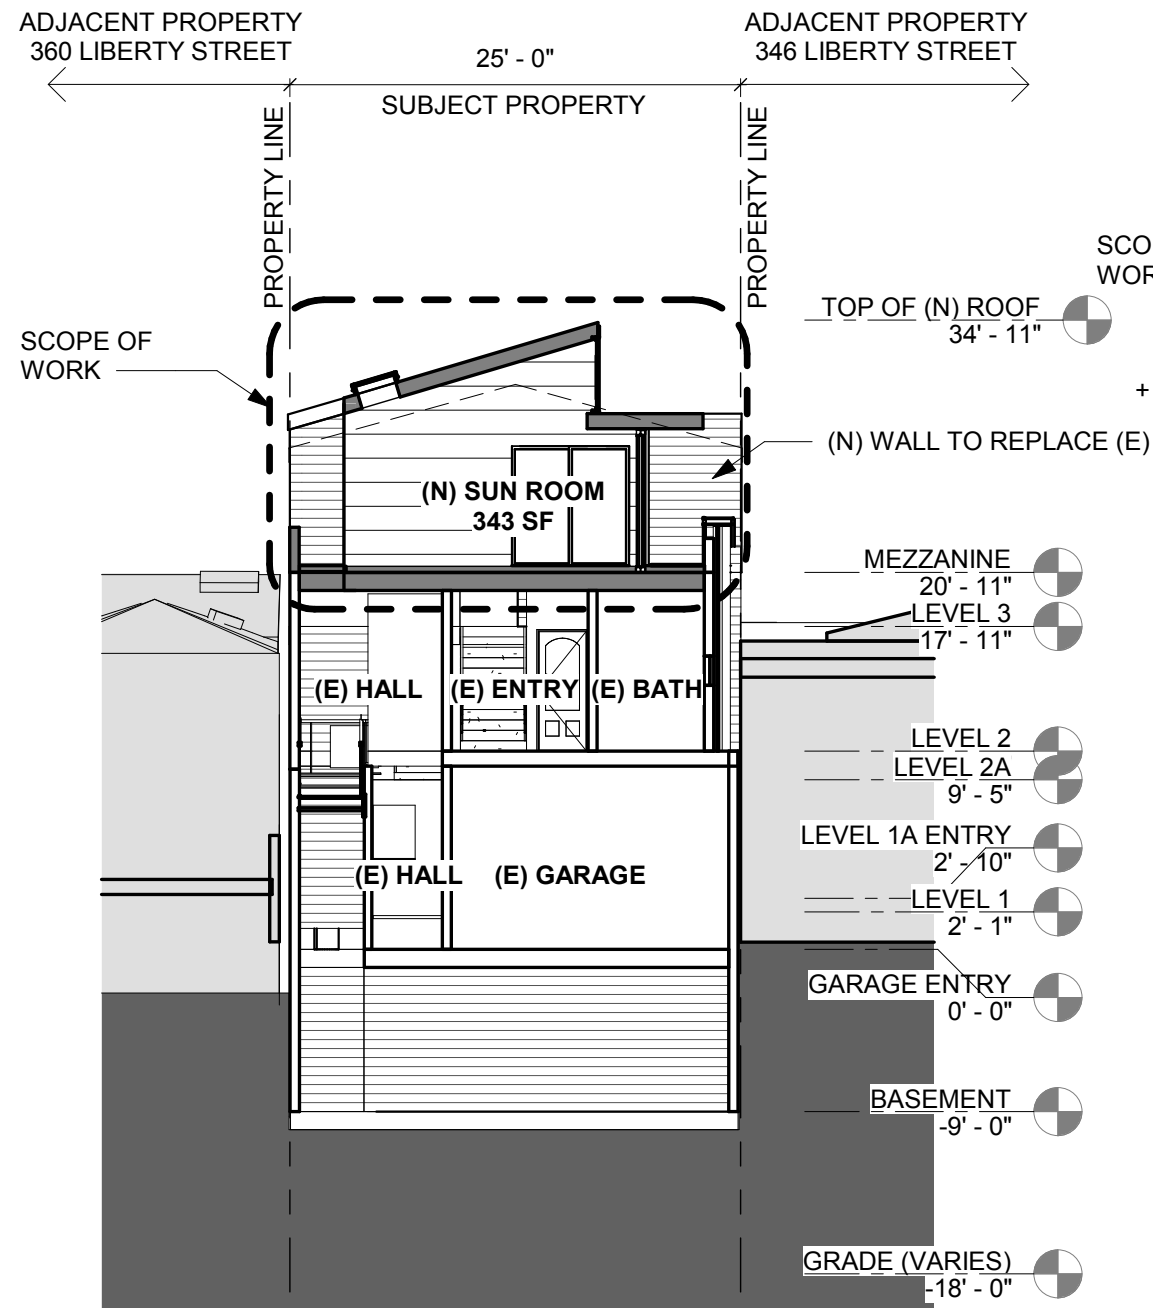 ADJACENT PROPERTY
360 LIBERTY STREET
25' - 0"
SUBJECT PROPERTY
ADJACENT PROPERTY
346 LIBERTY STREET
PROPERTY LINE
PROPERTY LINE
SCO
WOR
TOP OF (N) ROOF
34' - 11"
SCOPE OF
WORK
+
(N) WALL TO REPLACE (E)
(N) SUN ROOM
343 SF
MEZZANINE
20' - 11"
LEVEL 3
17' - 11"
(E) HALL
(E) ENTRY
(E) BATH
LEVEL 2
LEVEL 2A
9' - 5"
LEVEL 1A ENTRY
2' - 10"
(E) HALL
(E) GARAGE
LEVEL 1
2' - 1"
GARAGE ENTRY
0' - 0"
BASEMENT
-9' - 0"
GRADE (VARIES)
-18' - 0"